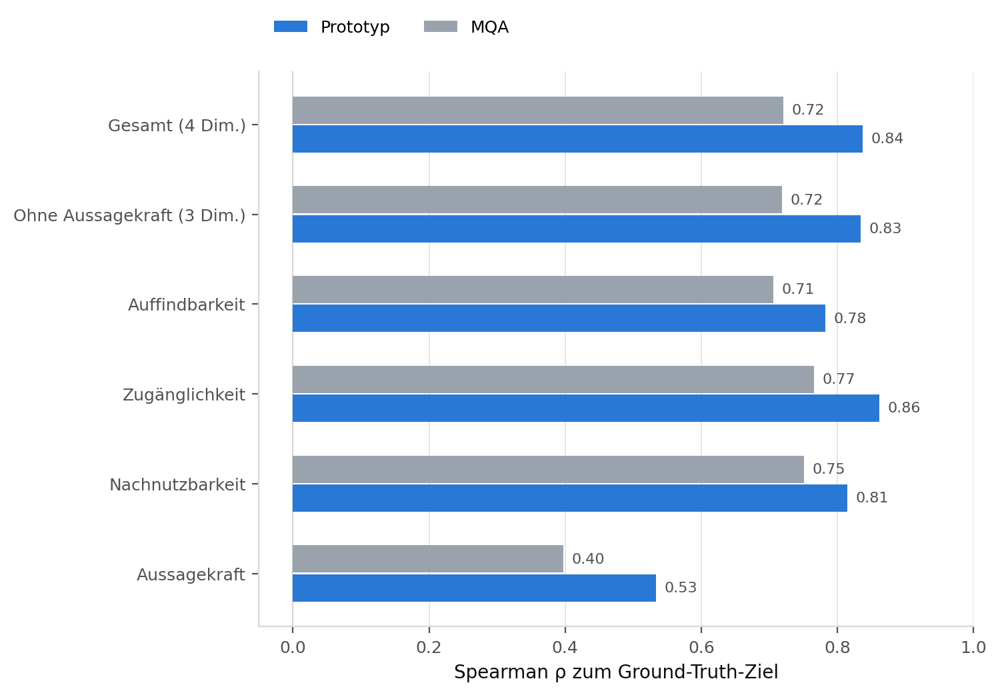 Prototyp MQA
Gesamt (4 Dim.) 0.72
0.84
Ohne Aussagekraft (3 Dim.) 0.72
0.83
Auffindbarkeit 0.71
0.78
Zugänglichkeit 0.77
0.86
Nachnutzbarkeit 0.75
0.81
Aussagekraft 0.40
0.53
0.0 0.2 0.4 0.6 0.8 1.0
Spearman ρ zum Ground-Truth-Ziel